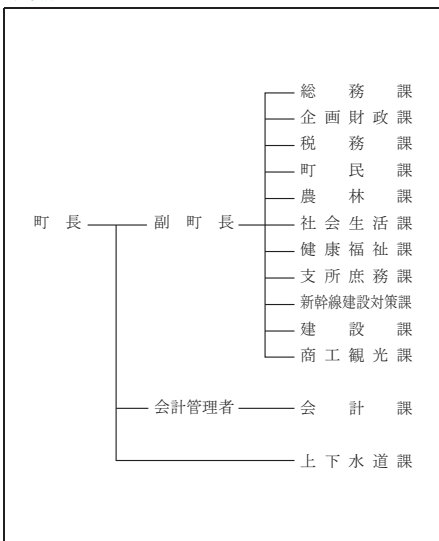 総務課
企画財政課
税務課
町民課
農林課
町長 副町長 社会生活課
健康福祉課
支所庶務課
新幹線建設対策課
建設課
商工観光課
会計管理者 会計課
上下水道課